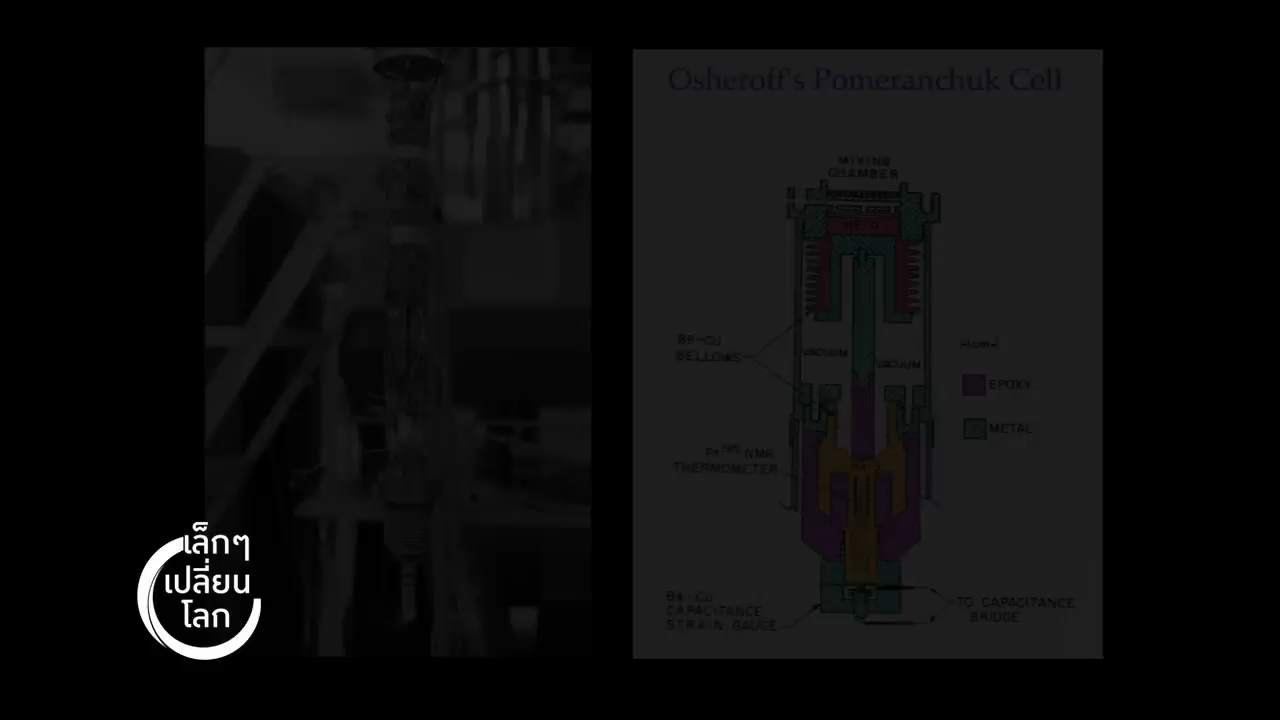 Osheroff's Pomeranchuk Cell
MIXING
CHAMBER
Be-Cu
BELLOWS
VACUUM
VACUUM
EPOXY
METAL
NMR
THERMOMETER
Be-Cu
CAPACITANCE
STRAIN GAUGE
TO CAPACITANCE
BRIDGE
เล็กๆ
เปลี่ยน
โลก